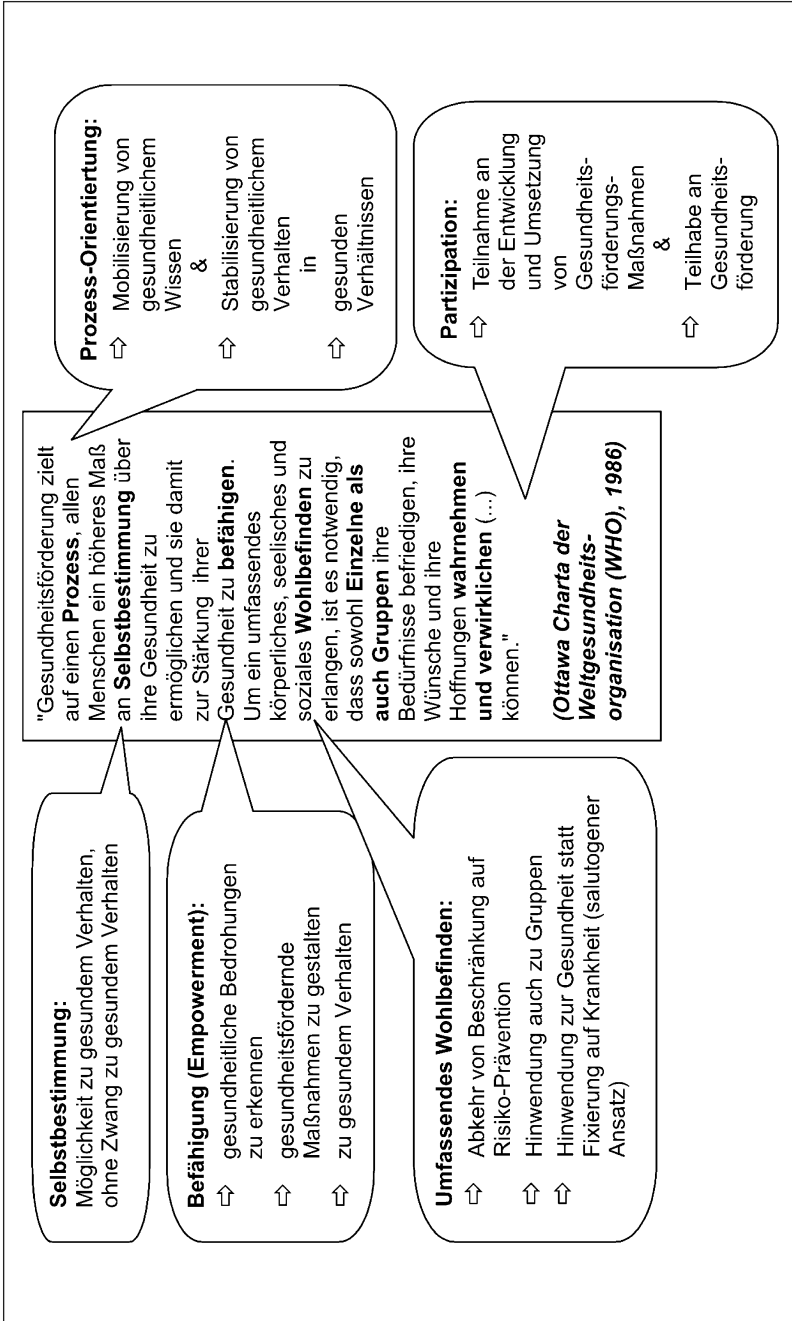 Selbstbestimmung:
Möglichkeit zu gesundem Verhalten,
ohne Zwang zu gesundem Verhalten
Befähigung (Empowerment):
⇨ gesundheitliche Bedrohungen
zu erkennen
⇨ gesundheitsfördernde
Maßnahmen zu gestalten
⇨ zu gesundem Verhalten
Umfassendes Wohlbefinden:
⇨ Abkehr von Beschränkung auf
Risiko-Prävention
⇨ Hinwendung auch zu Gruppen
⇨ Hinwendung zur Gesundheit statt
Fixierung auf Krankheit (salutogener
Ansatz)
"Gesundheitsförderung zielt
auf einen Prozess, allen
Menschen ein höheres Maß
an Selbstbestimmung über
ihre Gesundheit zu
ermöglichen und sie damit
zur Stärkung ihrer
Gesundheit zu befähigen.
Um ein umfassendes
körperliches, seelisches und
soziales Wohlbefinden zu
erlangen, ist es notwendig,
dass sowohl Einzelne als
auch Gruppen ihre
Bedürfnisse befriedigen, ihre
Wünsche und ihre
Hoffnungen wahrnehmen
und verwirklichen (...)
können."
(Ottawa Charta der
Weltgesundheits-
organisation (WHO), 1986)
Prozess-Orientiertung:
⇨ Mobilisierung von
gesundheitlichem
Wissen
&
⇨ Stabilisierung von
gesundheitlichem
Verhalten
in
⇨ gesunden
Verhältnissen
Partizipation:
⇨ Teilnahme an
der Entwicklung
und Umsetzung
von
Gesundheits-
förderungs-
Maßnahmen
&
⇨ Teilhabe an
Gesundheits-
förderung